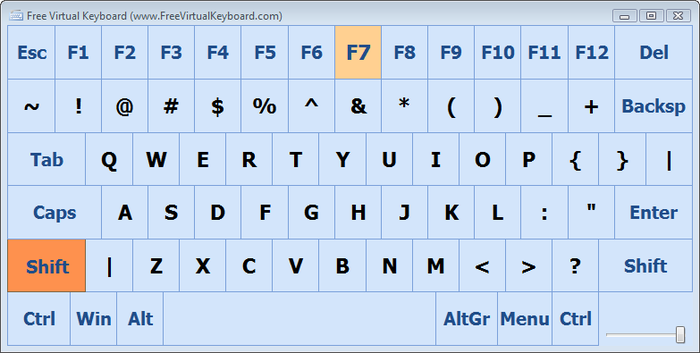 Free Virtual Keyboard (www.FreeVirtualKeyboard.com)
Esc F1 F2 F3 F4 F5 F6 F7 F8 F9 F10 F11 F12 Del
~ ! @ # $ % ^ & * ( ) _ + Backsp
Tab Q W E R T Y U I O P { } |
Caps A S D F G H J K L : " Enter
Shift | Z X C V B N M < > ? Shift
Ctrl Win Alt AltGr Menu Ctrl